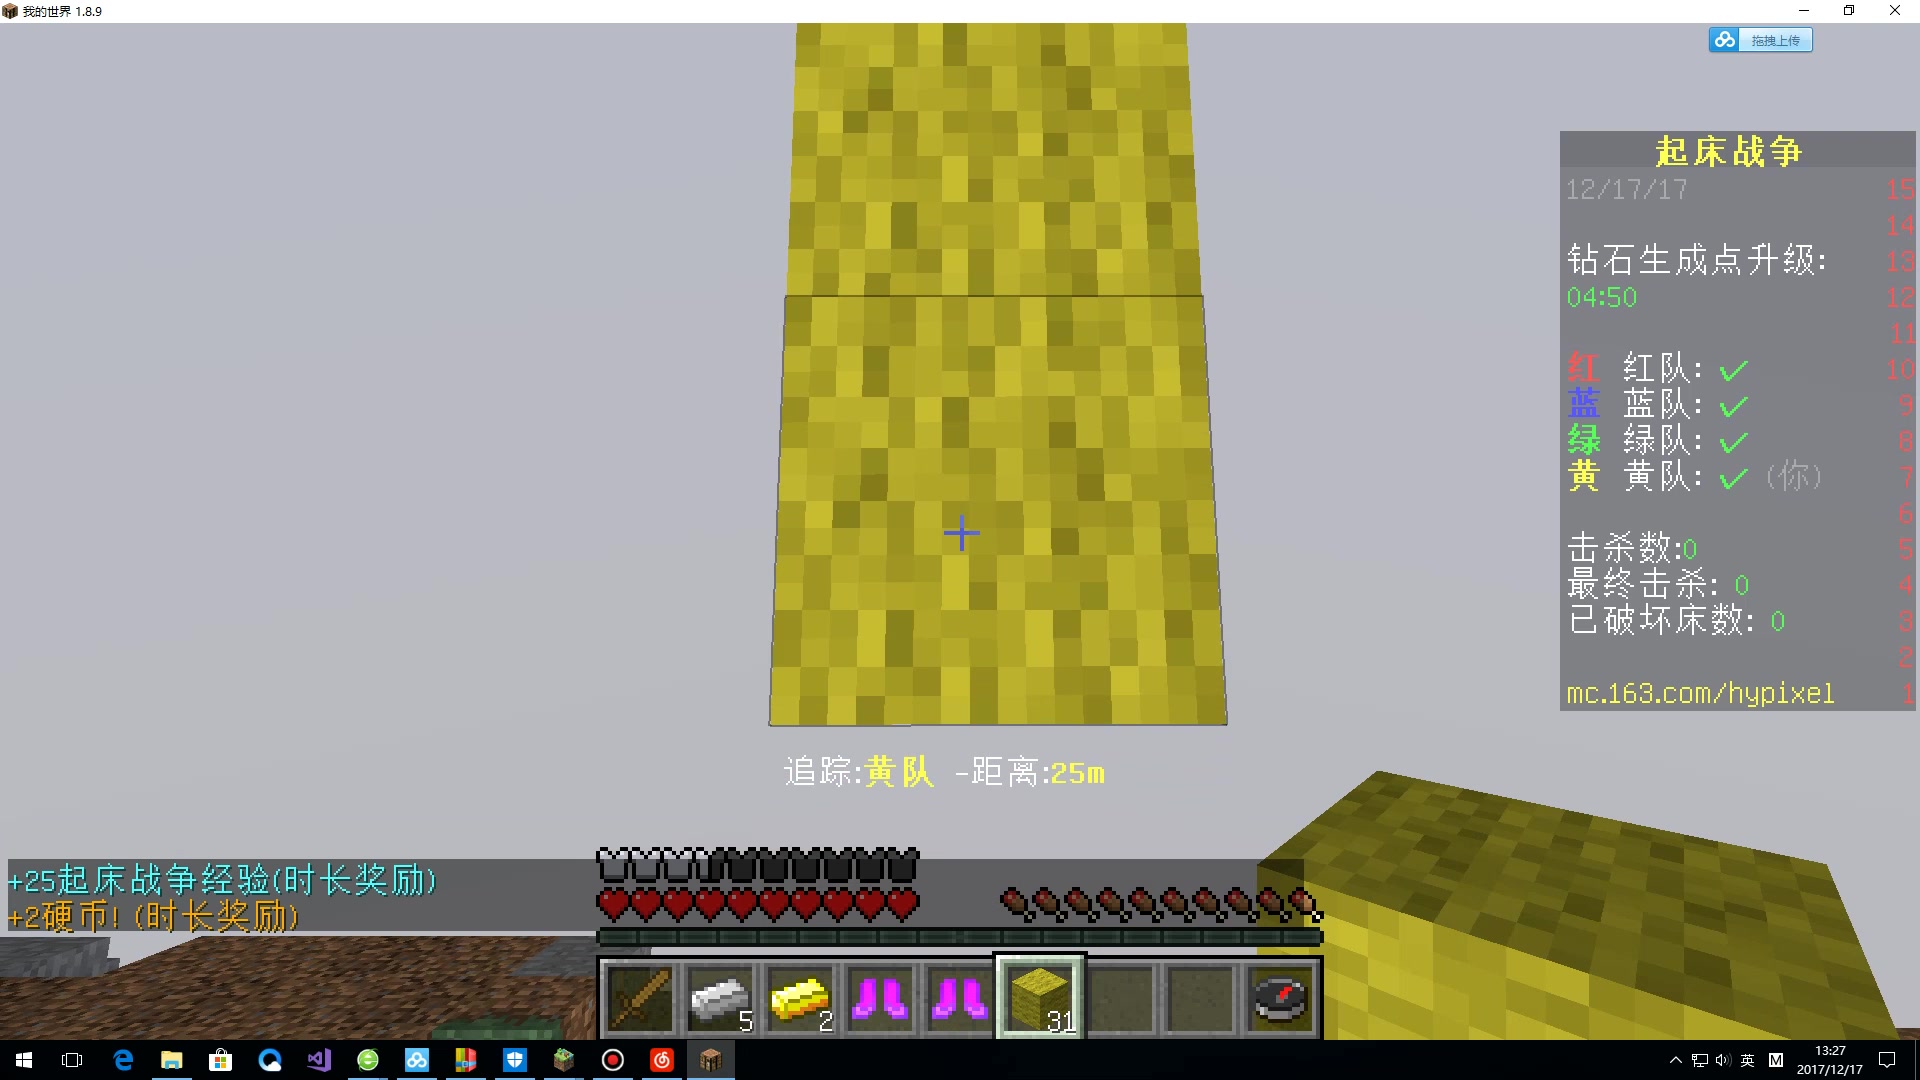 我的世界 1.8.9
拖拽上传
起床战争
12/17/17 15
14
钻石生成点升级: 13
04:50 12
11
红 红队: ✓ 10
蓝 蓝队: ✓ 9
绿 绿队: ✓ 8
黄 黄队: ✓ (你) 7
6
击杀数:0 5
最终击杀: 0 4
已破坏床数: 0 3
2
mc.163.com/hypixel 1
追踪:黄队 -距离:25m
+25起床战争经验(时长奖励)
+2硬币! (时长奖励)
5 2 31
英 M 13:27
2017/12/17